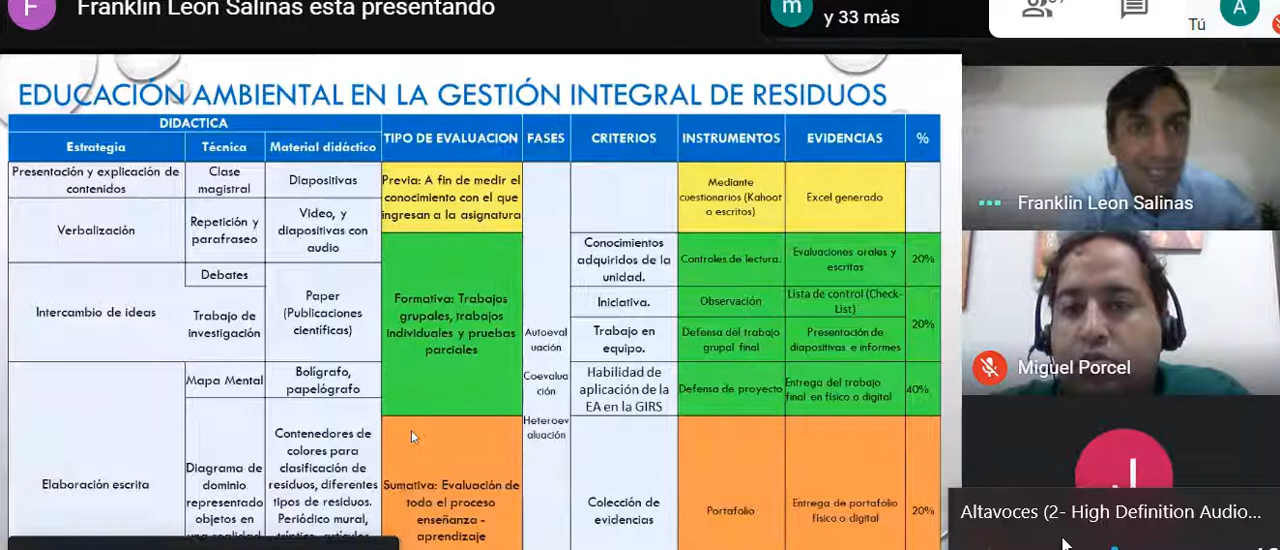 F
Franklin Leon Salinas está presentando
m
y 33 más
Tú
A
EDUCACIÓN AMBIENTAL EN LA GESTIÓN INTEGRAL DE RESIDUOS
DIDACTICA
TIPO DE EVALUACION
FASES
CRITERIOS
INSTRUMENTOS
EVIDENCIAS
%
Estrategia
Técnica
Material didáctico
Presentación y explicación de
contenidos
Clase
magistral
Diapositivas
Previa: A fin de medir el
conocimiento con el que
ingresan a la asignatura
Mediante
cuestionarios (Kahoot
o escritos)
Excel generado
Verbalización
Repetición y
parafraseo
Video, y
diapositivas con
audio
Intercambio de ideas
Debates
Trabajo de
investigación
Paper
(Publicaciones
científicas)
Formativa: Trabajos
grupales, trabajos
individuales y pruebas
parciales
Autoeval
uación
Coevalua
ción
Heteroev
aluación
Conocimientos
adquiridos de la
unidad.
Controles de lectura.
Evaluaciones orales y
escritas
20%
Iniciativa.
Observación
Lista de control (Check-
List)
20%
Trabajo en
equipo.
Defensa del trabajo
grupal final
Presentación de
diapositivas e informes
Habilidad de
aplicación de la
EA en la GIRS
Defensa de proyecto
Entrega del trabajo
final en físico o digital
40%
Elaboración escrita
Mapa Mental
Bolígrafo,
papelógrafo
Diagrama de
dominio
representado
objetos en
Contenedores de
colores para
clasificación de
residuos, diferentes
tipos de residuos.
Periódico mural,
Sumativa: Evaluación de
todo el proceso
enseñanza -
aprendizaje
Colección de
evidencias
Portafolio
Entrega de portafolio
físico o digital
20%
Franklin Leon Salinas
Miguel Porcel
J
Altavoces (2- High Definition Audio...